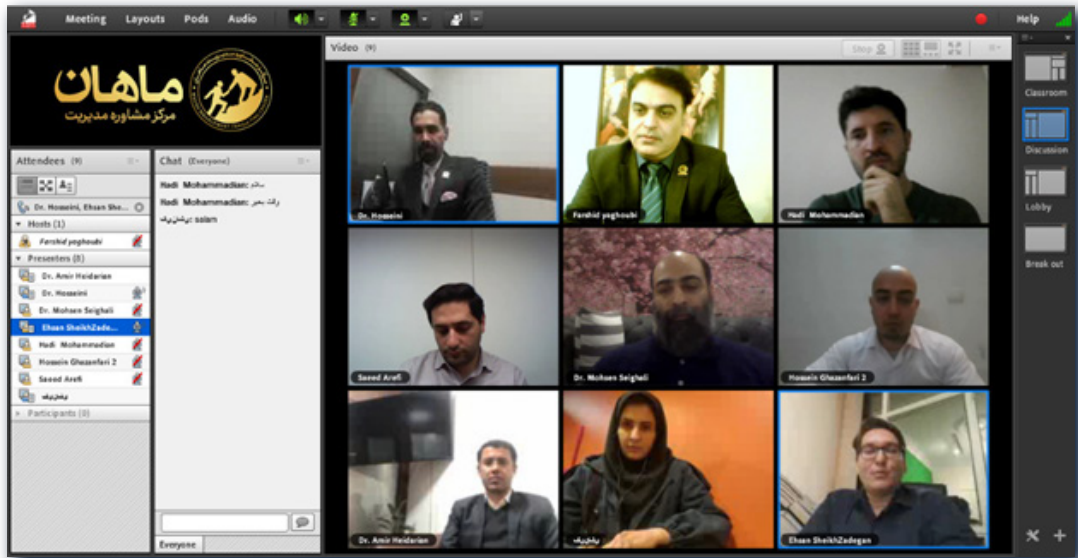 Meeting Layouts Pods Audio Help
ماهان
مرکز مشاوره مدیریت
Video (9)
Stop
Dr. Hosseini
Farshid yaghoubi
Hadi Mohammadian
Saeed Arefi
Dr. Mohsen Seighali
Hossein Ghazanfari 2
Dr. Amir Heidarian
Ehsan SheikhZadegan
Attendees (9)
Dr. Hosseini, Ehsan She...
Hosts (1)
Farshid yaghoubi
Presenters (8)
Dr. Amir Heidarian
Dr. Hosseini
Dr. Mohsen Seighali
Ehsan SheikhZade...
Hadi Mohammadian
Hossein Ghazanfari 2
Saeed Arefi
Participants (0)
Chat (Everyone)
Hadi Mohammadian: سلام
Hadi Mohammadian: وقت بخیر
salam
Everyone
Classroom
Discussion
Lobby
Break out